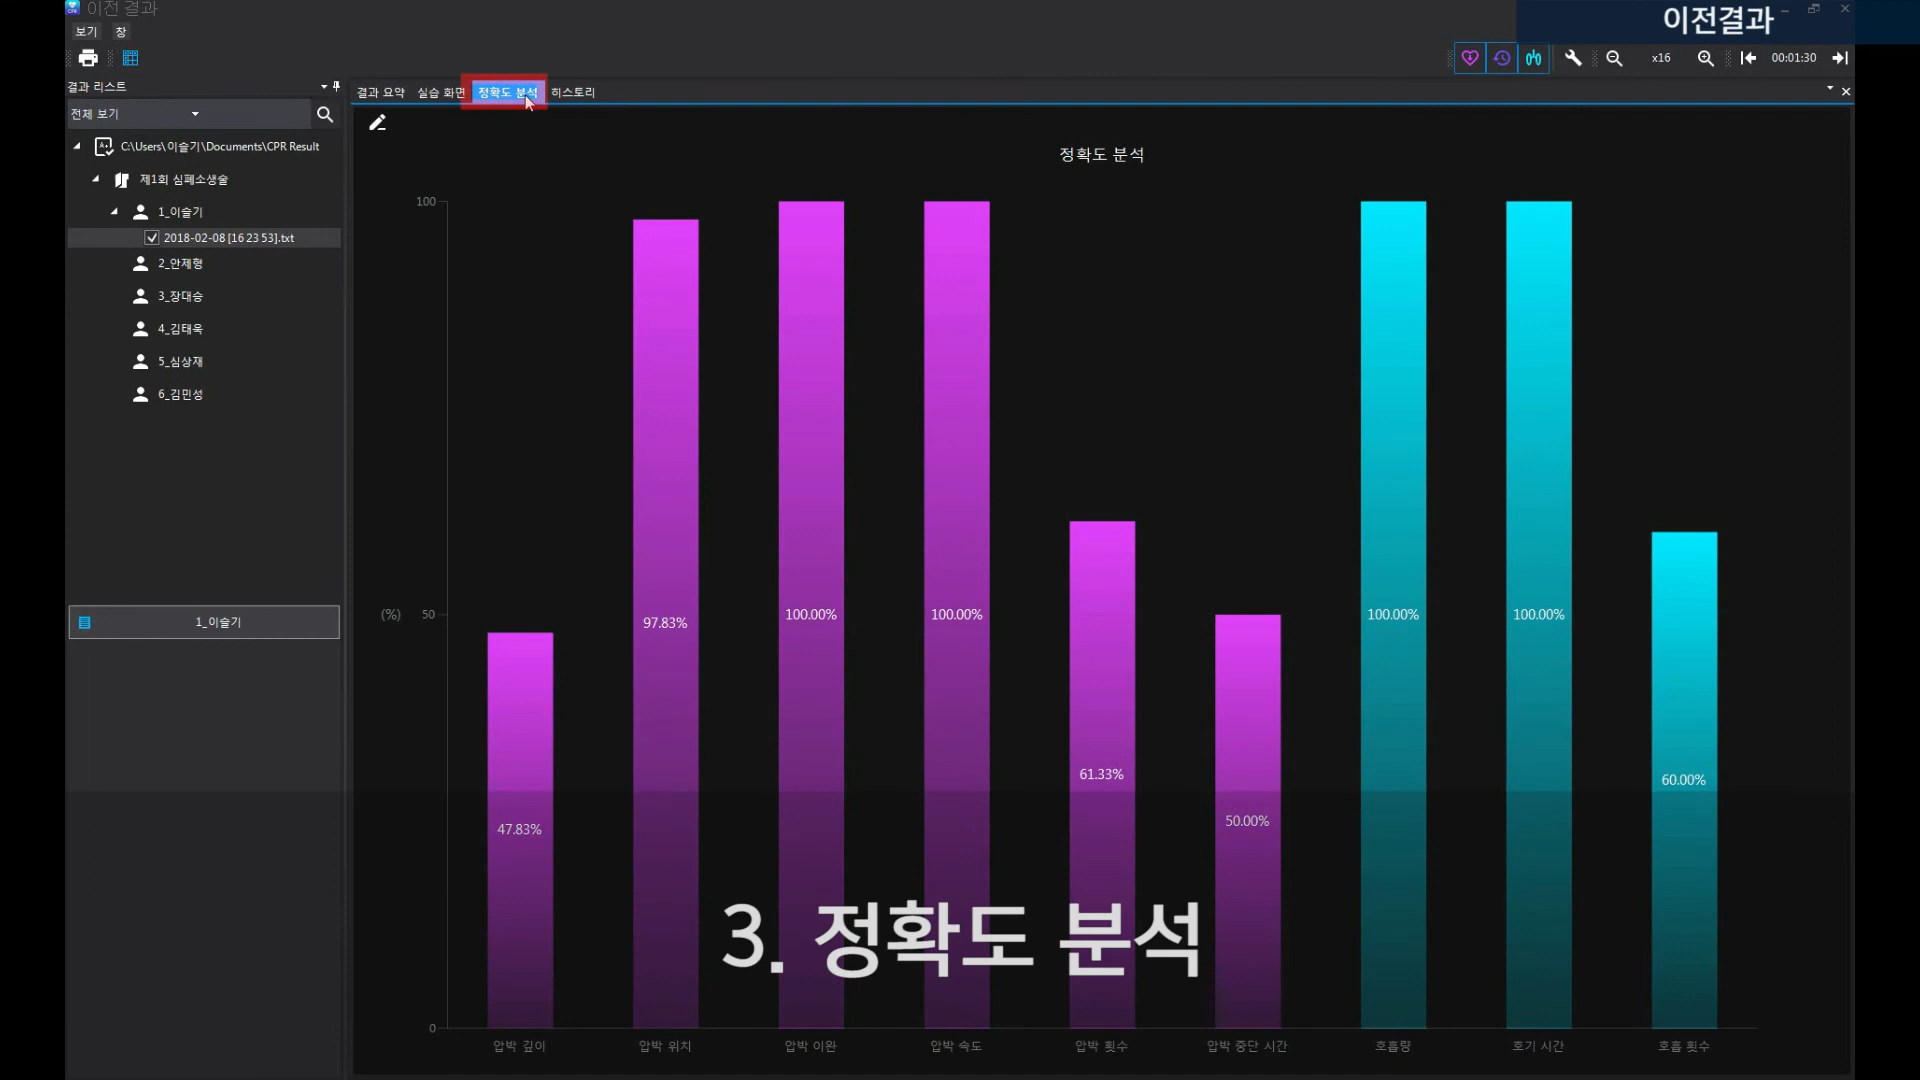 이전 결과
이전결과
보기 창
x16 00:01:30
결과 리스트
결과 요약 실습 화면 정확도 분석 히스토리
전체 보기
C:\Users\이슬기\Documents\CPR Result
제1회 심폐소생술
1_이슬기
2018-02-08 [16 23 53].txt
2_안제형
3_장대승
4_김태욱
5_심상재
6_김민성
1_이슬기
정확도 분석
100
(%) 50
0
47.83%
97.83%
100.00%
100.00%
61.33%
50.00%
100.00%
100.00%
60.00%
압박 깊이 압박 위치 압박 이완 압박 속도 압박 횟수 압박 중단 시간 호흡량 호기 시간 호흡 횟수
3. 정확도 분석